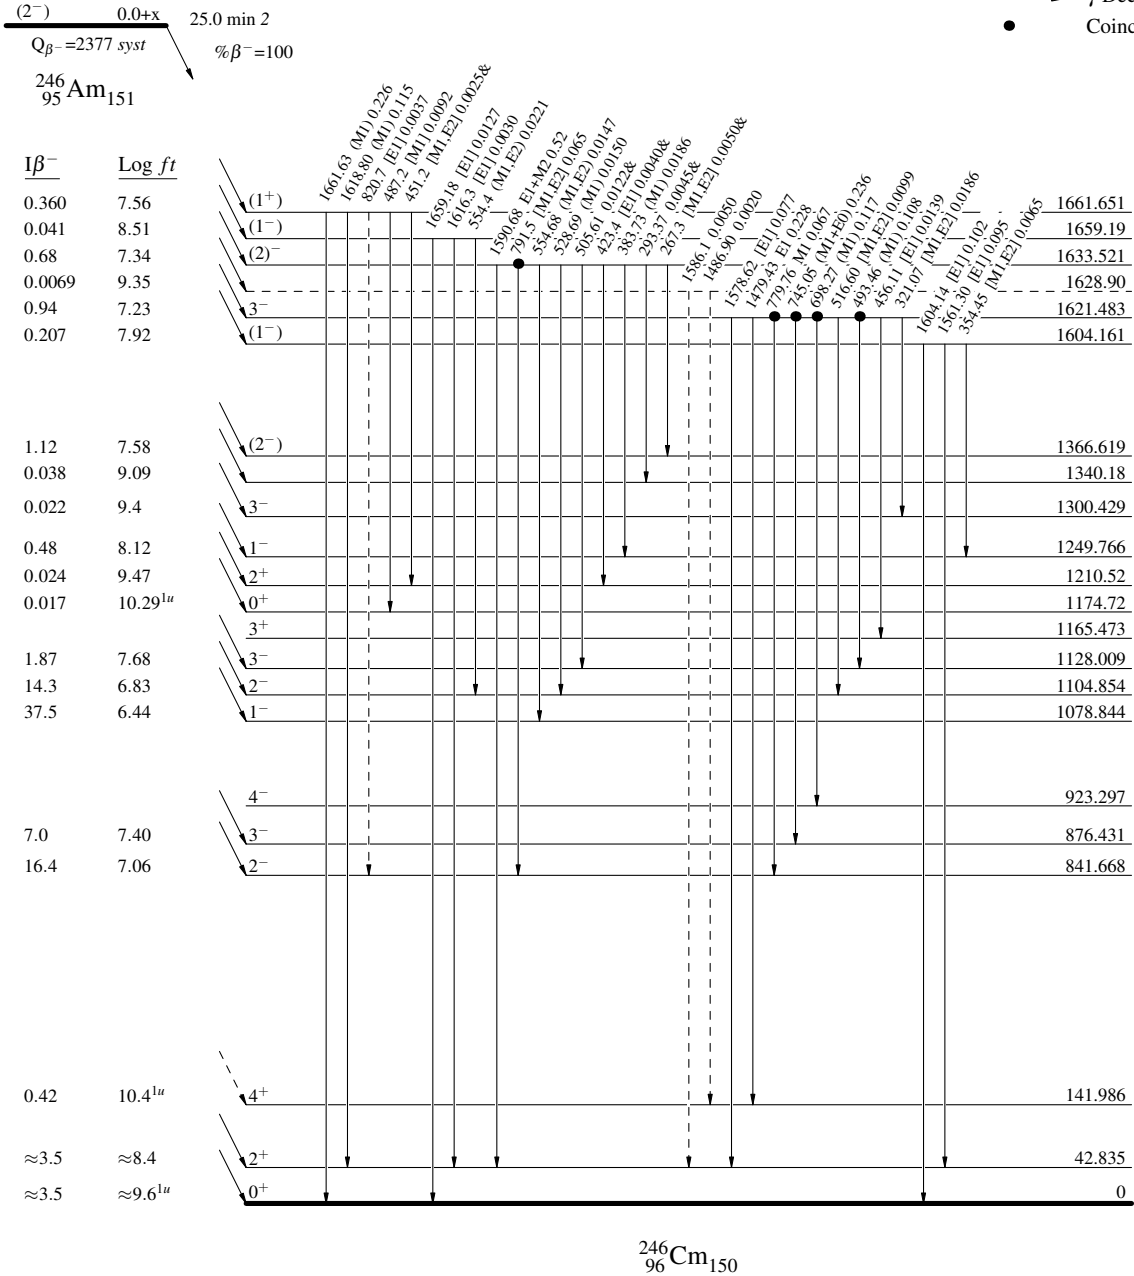 (2−) 0.0+x 25.0 min 2
Qβ−=2377 syst %β−=100
Coinc
²⁴⁶₉₅Am₁₅₁
Iβ− Log ft
1661.63 (M1) 0.226
1618.80 (M1) 0.115
820.7 [E1] 0.0037
487.2 [M1] 0.0092
451.2 [M1,E2] 0.0025&
1659.18 [E1] 0.0127
1616.3 [E1] 0.0030
554.4 (M1,E2) 0.0221
1590.68 E1+M2 0.52
791.5 [M1,E2] 0.065
554.68 (M1,E2) 0.0147
528.69 (M1) 0.0150
505.61 0.0122&
423.4 [E1] 0.0040&
383.73 (M1) 0.0186
293.37 0.0045&
267.3 [M1,E2] 0.0050&
1586.1 0.0050
1486.90 0.0020
1578.62 [E1] 0.077
1479.43 E1 0.228
779.76 M1 0.067
745.05 (M1+E0) 0.236
698.27 (M1) 0.117
516.60 [M1,E2] 0.0099
493.46 (M1) 0.108
456.11 [E1] 0.0139
321.07 [M1,E2] 0.0186
1604.14 [E1] 0.102
1561.30 [E1] 0.095
354.45 [M1,E2] 0.0065
0.360 7.56 (1+) 1661.651
0.041 8.51 (1−) 1659.19
0.68 7.34 (2)− 1633.521
0.0069 9.35 1628.90
0.94 7.23 3− 1621.483
0.207 7.92 (1−) 1604.161
1.12 7.58 (2−) 1366.619
0.038 9.09 1340.18
0.022 9.4 3− 1300.429
0.48 8.12 1− 1249.766
0.024 9.47 2+ 1210.52
0.017 10.29¹ᵘ 0+ 1174.72
3+ 1165.473
1.87 7.68 3− 1128.009
14.3 6.83 2− 1104.854
37.5 6.44 1− 1078.844
4− 923.297
7.0 7.40 3− 876.431
16.4 7.06 2− 841.668
0.42 10.4¹ᵘ 4+ 141.986
≈3.5 ≈8.4 2+ 42.835
≈3.5 ≈9.6¹ᵘ 0+ 0
²⁴⁶₉₆Cm₁₅₀